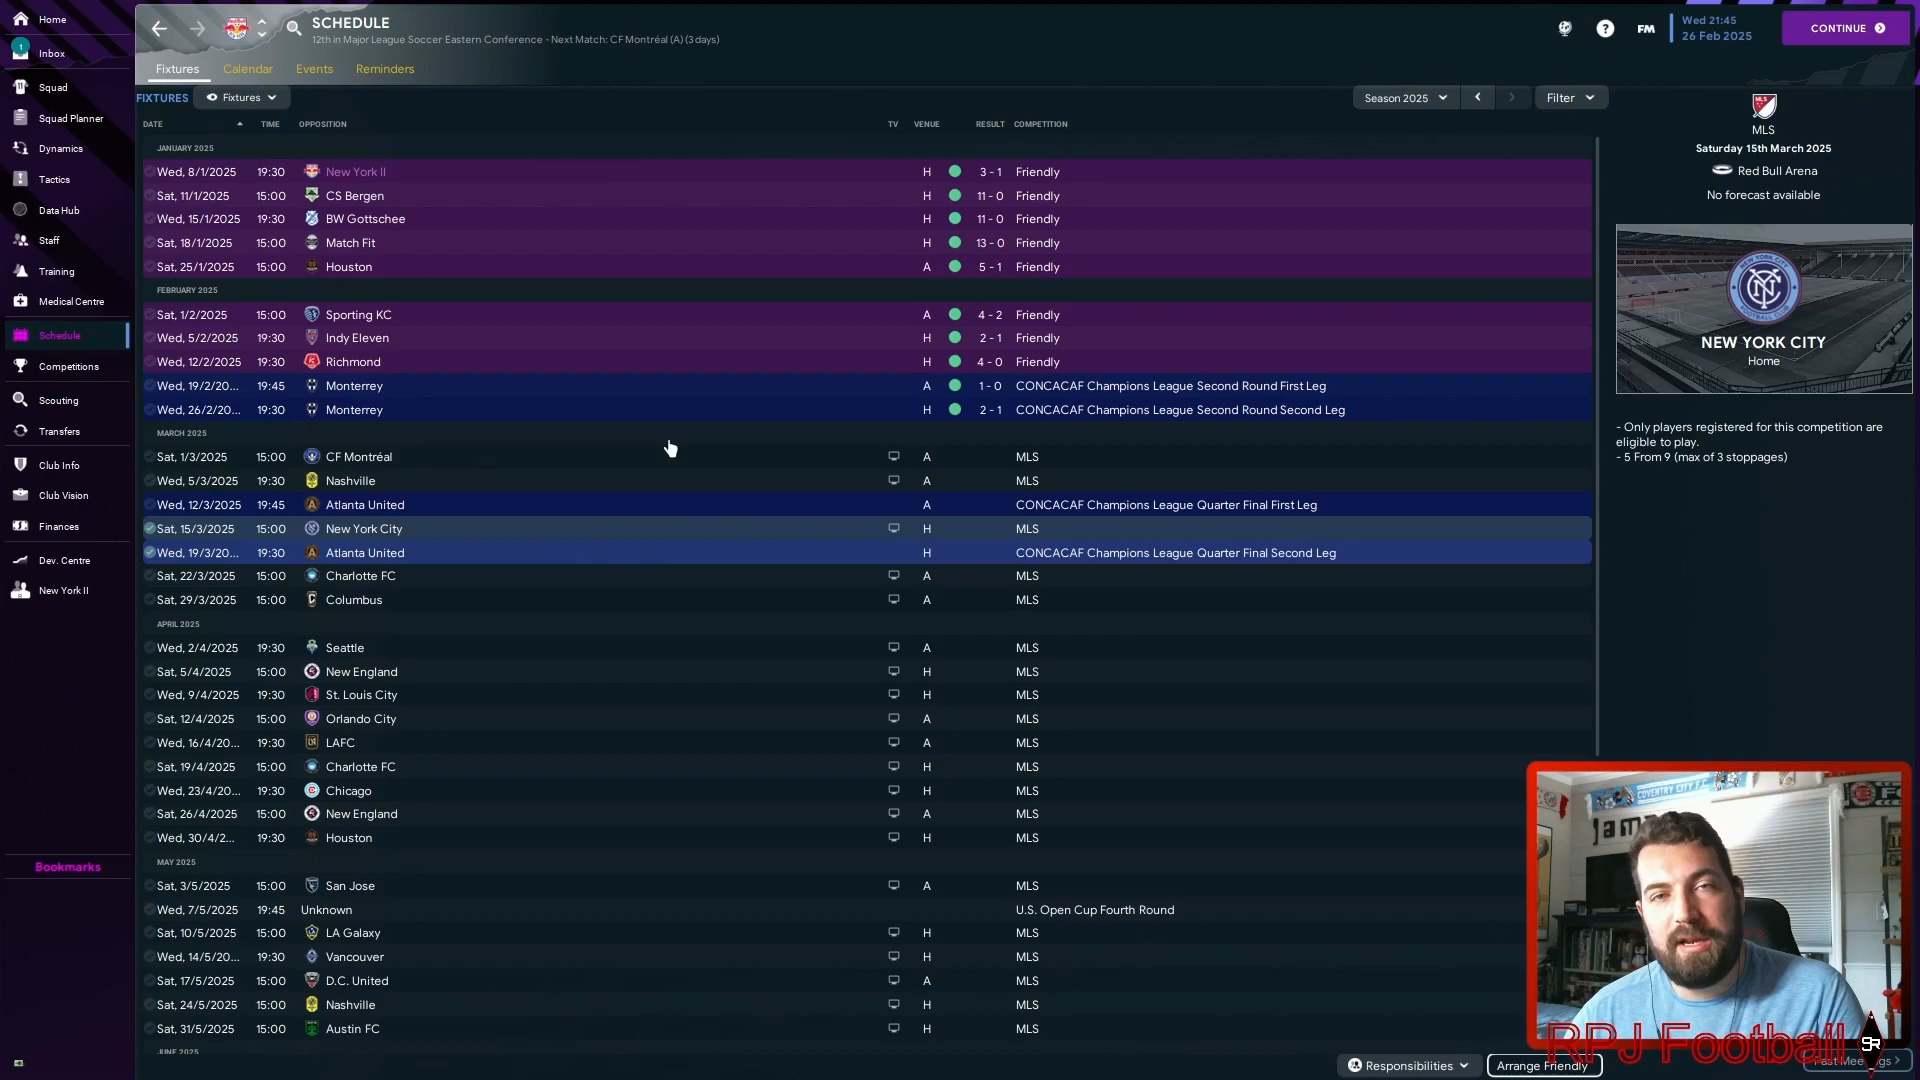 Home
SCHEDULE
12th in Major League Soccer Eastern Conference - Next Match: CF Montréal (A) (3 days)
FM
Wed 21:45
26 Feb 2025
CONTINUE
1
Inbox
Fixtures Calendar Events Reminders
Squad
Squad Planner
Dynamics
Tactics
Data Hub
Staff
Training
Medical Centre
Schedule
Competitions
Scouting
Transfers
Club Info
Club Vision
Finances
Dev. Centre
New York II
Bookmarks
FIXTURES Fixtures Season 2025 Filter
DATE TIME OPPOSITION TV VENUE RESULT COMPETITION
JANUARY 2025
Wed, 8/1/2025 19:30 New York II H 3 - 1 Friendly
Sat, 11/1/2025 15:00 CS Bergen H 11 - 0 Friendly
Wed, 15/1/2025 19:30 BW Gottschee H 11 - 0 Friendly
Sat, 18/1/2025 15:00 Match Fit H 13 - 0 Friendly
Sat, 25/1/2025 15:00 Houston A 5 - 1 Friendly
FEBRUARY 2025
Sat, 1/2/2025 15:00 Sporting KC A 4 - 2 Friendly
Wed, 5/2/2025 19:30 Indy Eleven H 2 - 1 Friendly
Wed, 12/2/2025 19:30 Richmond H 4 - 0 Friendly
Wed, 19/2/20... 19:45 Monterrey A 1 - 0 CONCACAF Champions League Second Round First Leg
Wed, 26/2/20... 19:30 Monterrey H 2 - 1 CONCACAF Champions League Second Round Second Leg
MARCH 2025
Sat, 1/3/2025 15:00 CF Montréal A MLS
Wed, 5/3/2025 19:30 Nashville A MLS
Wed, 12/3/2025 19:45 Atlanta United A CONCACAF Champions League Quarter Final First Leg
Sat, 15/3/2025 15:00 New York City H MLS
Wed, 19/3/20... 19:30 Atlanta United H CONCACAF Champions League Quarter Final Second Leg
Sat, 22/3/2025 15:00 Charlotte FC A MLS
Sat, 29/3/2025 15:00 Columbus A MLS
APRIL 2025
Wed, 2/4/2025 19:30 Seattle A MLS
Sat, 5/4/2025 15:00 New England H MLS
Wed, 9/4/2025 19:30 St. Louis City H MLS
Sat, 12/4/2025 15:00 Orlando City A MLS
Wed, 16/4/20... 19:30 LAFC A MLS
Sat, 19/4/2025 15:00 Charlotte FC H MLS
Wed, 23/4/20... 19:30 Chicago H MLS
Sat, 26/4/2025 15:00 New England A MLS
Wed, 30/4/2... 19:30 Houston H MLS
MAY 2025
Sat, 3/5/2025 15:00 San Jose A MLS
Wed, 7/5/2025 19:45 Unknown U.S. Open Cup Fourth Round
Sat, 10/5/2025 15:00 LA Galaxy H MLS
Wed, 14/5/20... 19:30 Vancouver H MLS
Sat, 17/5/2025 15:00 D.C. United A MLS
Sat, 24/5/2025 15:00 Nashville H MLS
Sat, 31/5/2025 15:00 Austin FC H MLS
JUNE 2025
MLS
MLS
Saturday 15th March 2025
Red Bull Arena
No forecast available
NEW YORK CITY
FOOTBALL CLUB
NEW YORK CITY
Home
- Only players registered for this competition are
eligible to play.
- 5 From 9 (max of 3 stoppages)
COVENTRY CITY F.C.
RPJ Football
SR
Responsibilities Arrange Friendly